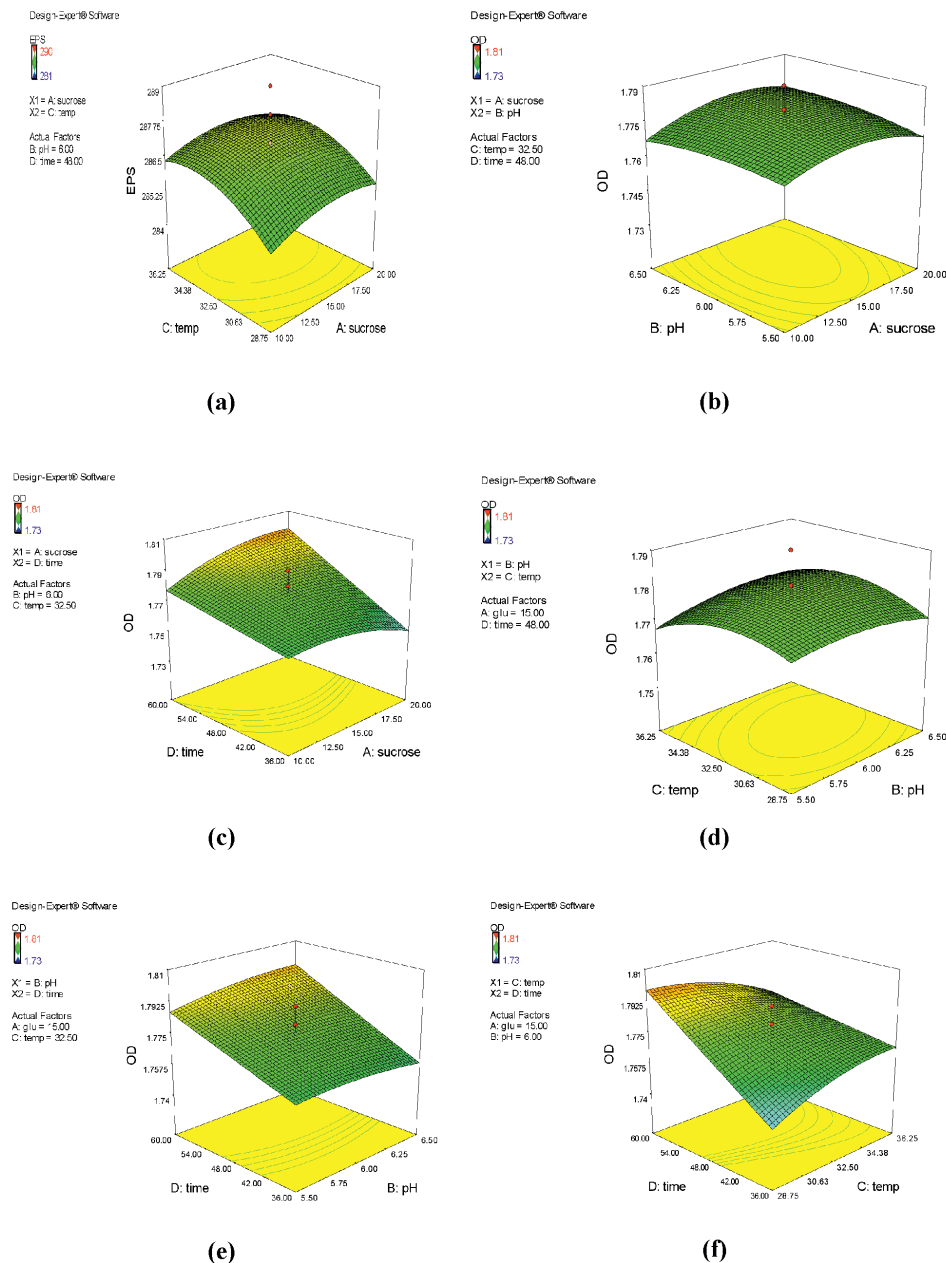 Design-Expert® Software
EPS
290
281
X1 = A: sucrose
X2 = C: temp
Actual Factors
B: pH = 6.00
D: time = 48.00
289
287.75
286.5
285.25
284
EPS
36.25
34.38
32.50
30.63
28.75
10.00
12.50
15.00
17.50
20.00
C: temp
A: sucrose
(a)
Design-Expert® Software
OD
1.81
1.73
X1 = A: sucrose
X2 = B: pH
Actual Factors
C: temp = 32.50
D: time = 48.00
1.79
1.775
1.76
1.745
1.73
OD
6.50
6.25
6.00
5.75
5.50
10.00
12.50
15.00
17.50
20.00
B: pH
A: sucrose
(b)
Design-Expert® Software
OD
1.81
1.73
X1 = A: sucrose
X2 = D: time
Actual Factors
B: pH = 6.00
C: temp = 32.50
1.81
1.79
1.77
1.75
1.73
OD
60.00
54.00
48.00
42.00
36.00
10.00
12.50
15.00
17.50
20.00
D: time
A: sucrose
(c)
Design-Expert® Software
OD
1.81
1.73
X1 = B: pH
X2 = C: temp
Actual Factors
A: glu = 15.00
D: time = 48.00
1.79
1.78
1.77
1.76
1.75
OD
36.25
34.38
32.50
30.63
28.75
5.50
5.75
6.00
6.25
6.50
C: temp
B: pH
(d)
Design-Expert® Software
OD
1.81
1.73
X1 = B: pH
X2 = D: time
Actual Factors
A: glu = 15.00
C: temp = 32.50
1.81
1.7925
1.775
1.7575
1.74
OD
60.00
54.00
48.00
42.00
36.00
5.50
5.75
6.00
6.25
6.50
D: time
B: pH
(e)
Design-Expert® Software
OD
1.81
1.73
X1 = C: temp
X2 = D: time
Actual Factors
A: glu = 15.00
B: pH = 6.00
1.81
1.7925
1.775
1.7575
1.74
OD
60.00
54.00
48.00
42.00
36.00
28.75
30.63
32.50
34.38
36.25
D: time
C: temp
(f)